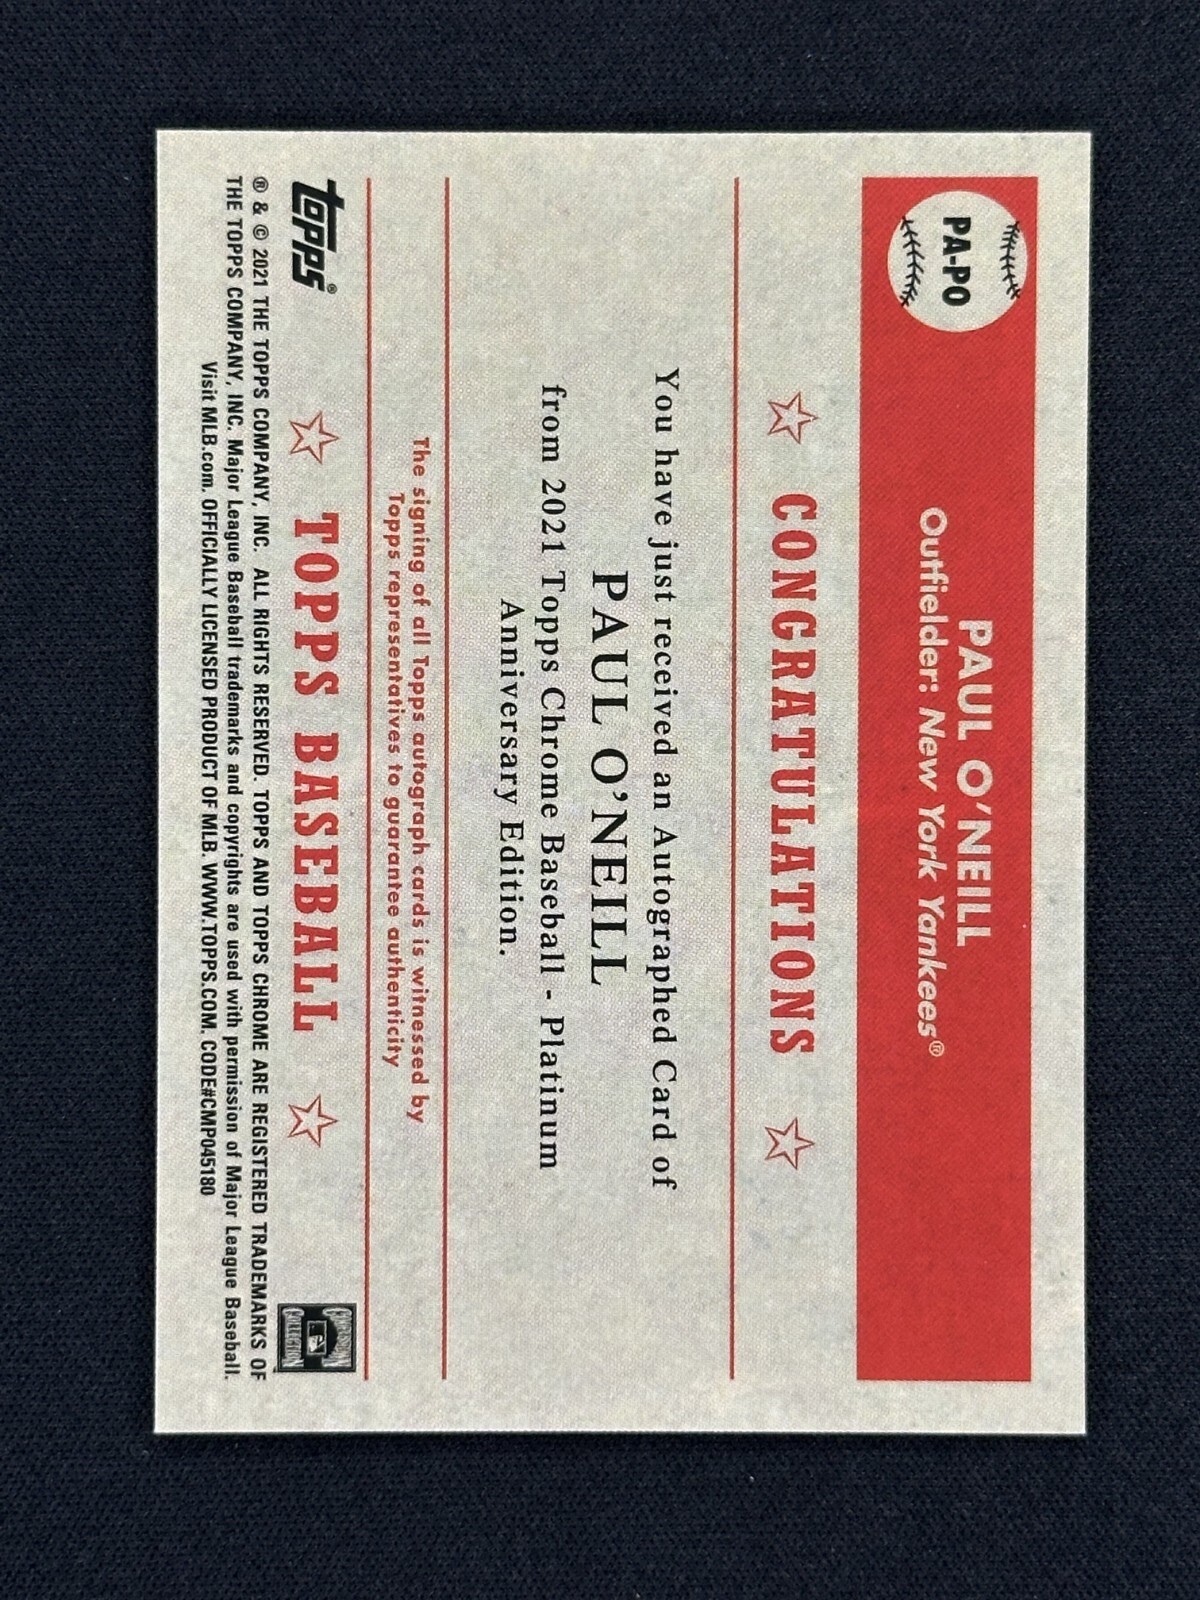 PA-PO
PAUL O'NEILL
Outfielder: New York Yankees®
CONGRATULATIONS
You have just received an Autographed Card of
PAUL O'NEILL
from 2021 Topps Chrome Baseball - Platinum
Anniversary Edition.
The signing of all Topps autograph cards is witnessed by
Topps representatives to guarantee authenticity
topps®
TOPPS BASEBALL
COOPERSTOWN
COLLECTION
® & © 2021 THE TOPPS COMPANY, INC. ALL RIGHTS RESERVED. TOPPS AND TOPPS CHROME ARE REGISTERED TRADEMARKS OF
THE TOPPS COMPANY, INC. Major League Baseball trademarks and copyrights are used with permission of Major League Baseball.
Visit MLB.com. OFFICIALLY LICENSED PRODUCT OF MLB. WWW.TOPPS.COM. CODE#CMP045180